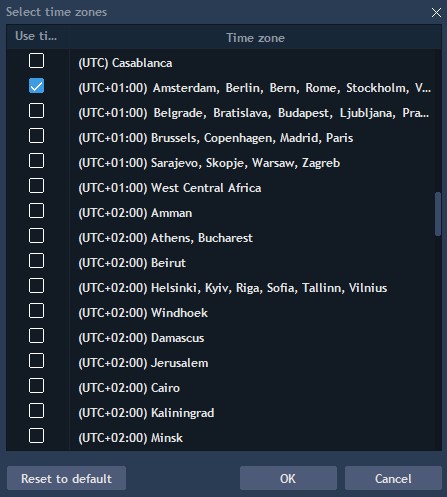 Select time zones
Use ti... Time zone
(UTC) Casablanca
(UTC+01:00) Amsterdam, Berlin, Bern, Rome, Stockholm, V...
(UTC+01:00) Belgrade, Bratislava, Budapest, Ljubljana, Pra...
(UTC+01:00) Brussels, Copenhagen, Madrid, Paris
(UTC+01:00) Sarajevo, Skopje, Warsaw, Zagreb
(UTC+01:00) West Central Africa
(UTC+02:00) Amman
(UTC+02:00) Athens, Bucharest
(UTC+02:00) Beirut
(UTC+02:00) Helsinki, Kyiv, Riga, Sofia, Tallinn, Vilnius
(UTC+02:00) Windhoek
(UTC+02:00) Damascus
(UTC+02:00) Jerusalem
(UTC+02:00) Cairo
(UTC+02:00) Kaliningrad
(UTC+02:00) Minsk
Reset to default OK Cancel